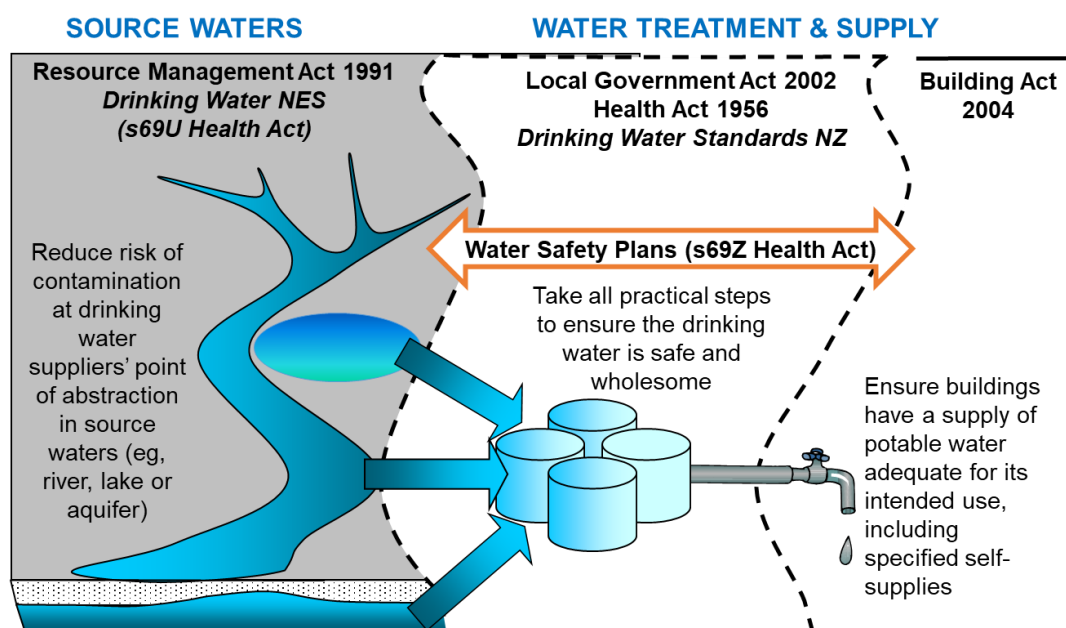 SOURCE WATERS
WATER TREATMENT & SUPPLY
Resource Management Act 1991
Drinking Water NES
(s69U Health Act)
Local Government Act 2002
Health Act 1956
Drinking Water Standards NZ
Building Act
2004
Reduce risk of
contamination
at drinking
water
suppliers' point
of abstraction
in source
waters (eg,
river, lake or
aquifer)
Water Safety Plans (s69Z Health Act)
Take all practical steps
to ensure the drinking
water is safe and
wholesome
Ensure buildings
have a supply of
potable water
adequate for its
intended use,
including
specified self-
supplies